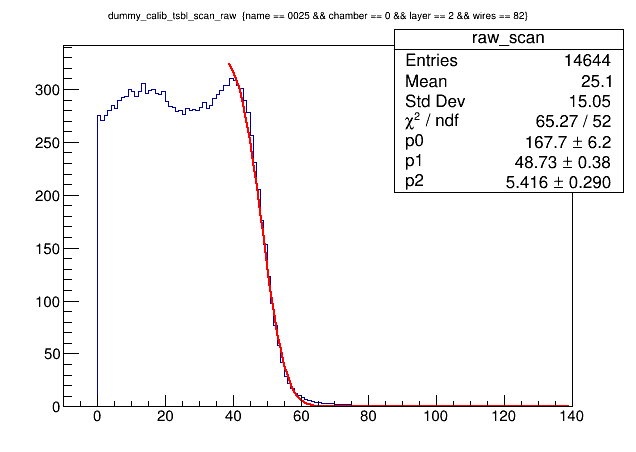 dummy_calib_tsbl_scan_raw {name == 0025 && chamber == 0 && layer == 2 && wires == 82}
raw_scan
Entries 14644
Mean 25.1
Std Dev 15.05
χ² / ndf 65.27 / 52
p0 167.7 ± 6.2
p1 48.73 ± 0.38
p2 5.416 ± 0.290
300
250
200
150
100
50
0
0 20 40 60 80 100 120 140